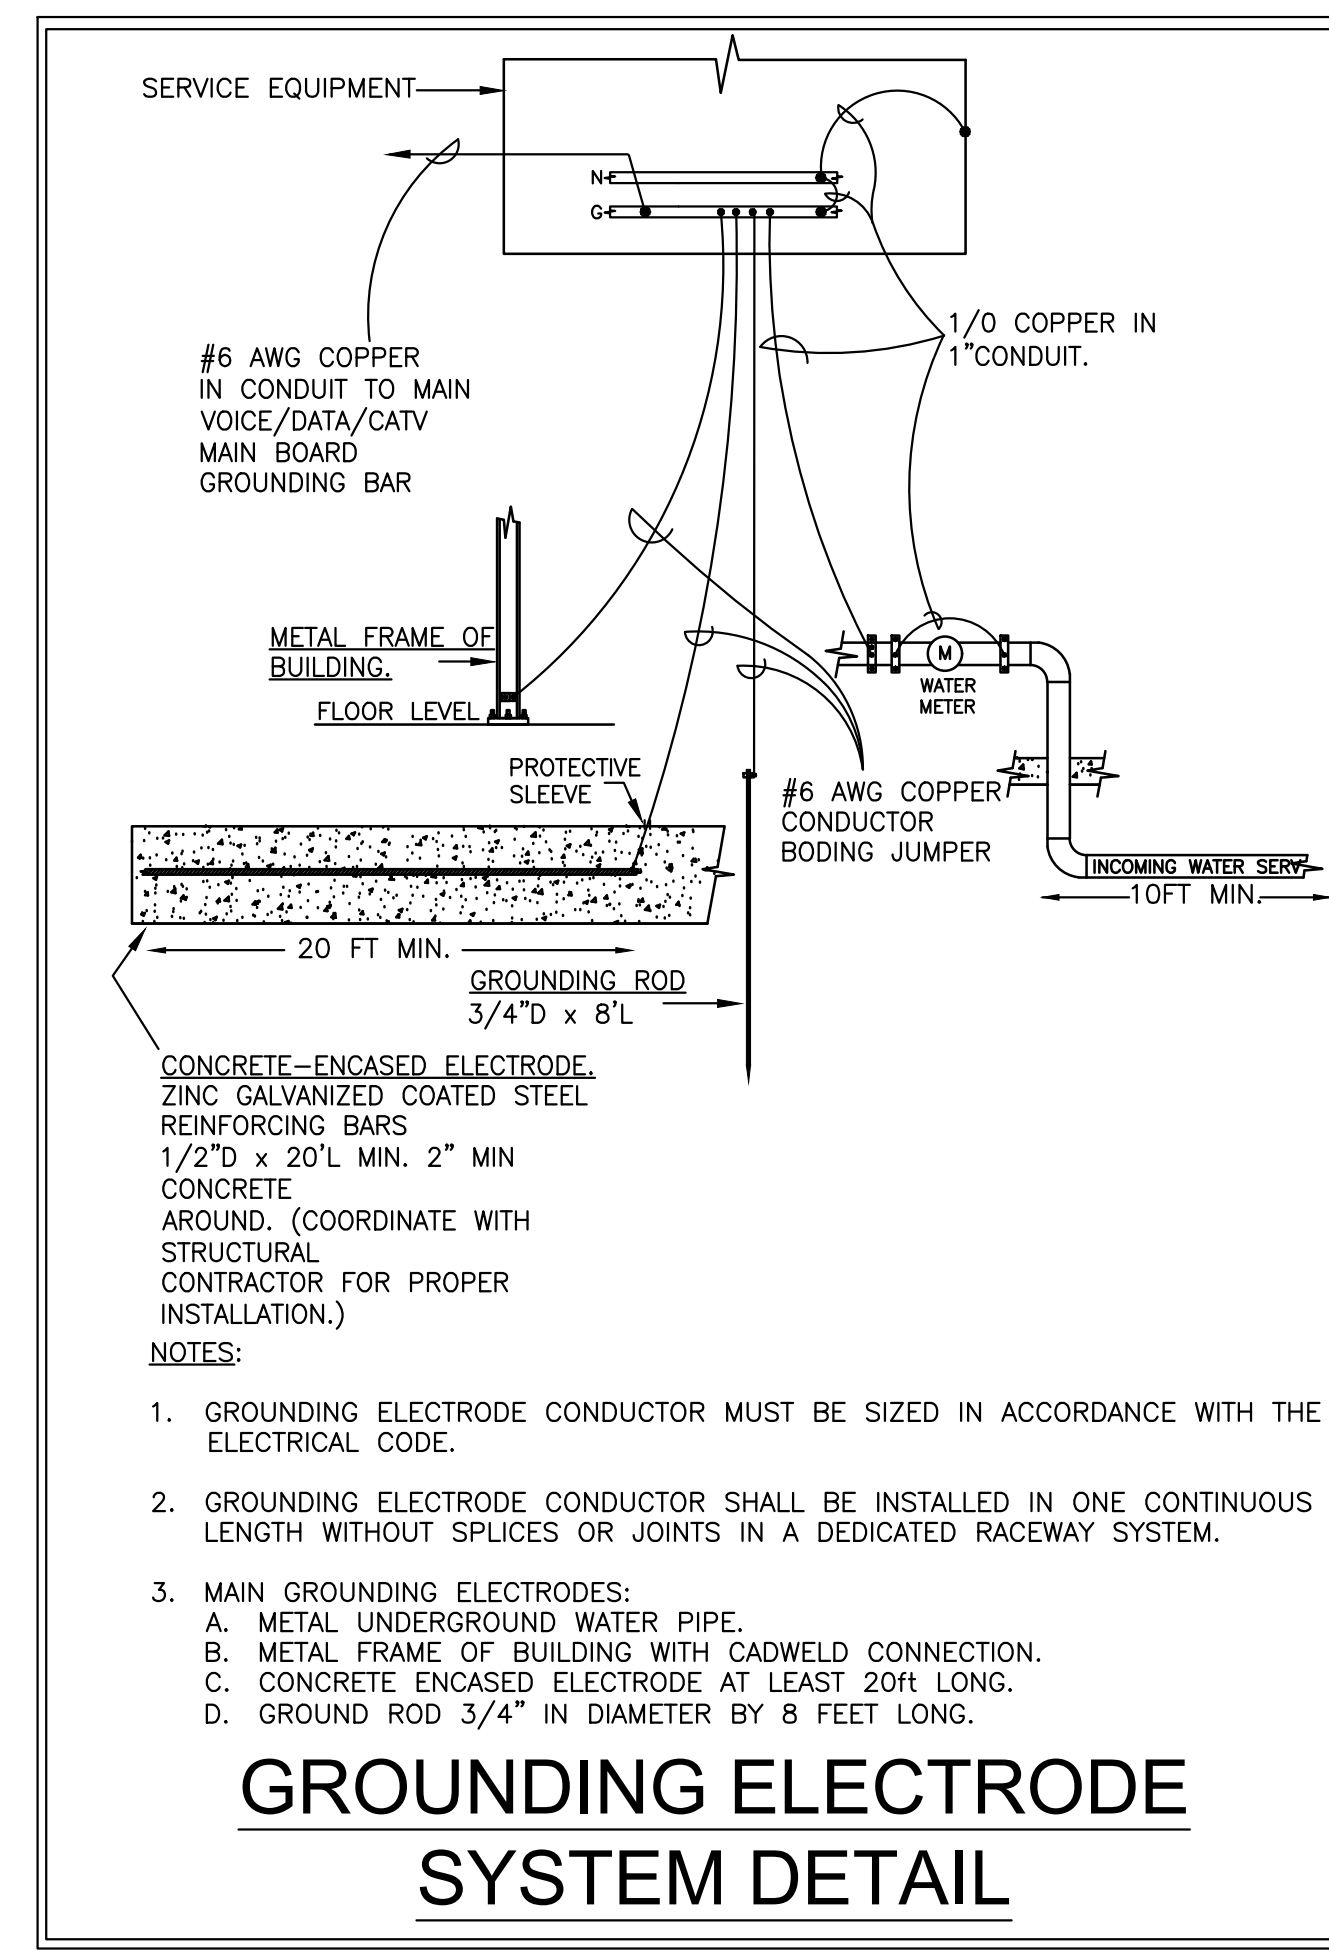 SERVICE EQUIPMENT
N
G
1/0 COPPER IN
1"CONDUIT.
#6 AWG COPPER
IN CONDUIT TO MAIN
VOICE/DATA/CATV
MAIN BOARD
GROUNDING BAR
METAL FRAME OF
BUILDING.
FLOOR LEVEL
M
WATER
METER
PROTECTIVE
SLEEVE
#6 AWG COPPER
CONDUCTOR
BODING JUMPER
INCOMING WATER SERV
10FT MIN.
20 FT MIN.
GROUNDING ROD
3/4"D x 8'L
CONCRETE-ENCASED ELECTRODE.
ZINC GALVANIZED COATED STEEL
REINFORCING BARS
1/2"D x 20'L MIN. 2" MIN
CONCRETE
AROUND. (COORDINATE WITH
STRUCTURAL
CONTRACTOR FOR PROPER
INSTALLATION.)
NOTES:
1. GROUNDING ELECTRODE CONDUCTOR MUST BE SIZED IN ACCORDANCE WITH THE
ELECTRICAL CODE.
2. GROUNDING ELECTRODE CONDUCTOR SHALL BE INSTALLED IN ONE CONTINUOUS
LENGTH WITHOUT SPLICES OR JOINTS IN A DEDICATED RACEWAY SYSTEM.
3. MAIN GROUNDING ELECTRODES:
A. METAL UNDERGROUND WATER PIPE.
B. METAL FRAME OF BUILDING WITH CADWELD CONNECTION.
C. CONCRETE ENCASED ELECTRODE AT LEAST 20ft LONG.
D. GROUND ROD 3/4" IN DIAMETER BY 8 FEET LONG.
GROUNDING ELECTRODE
SYSTEM DETAIL